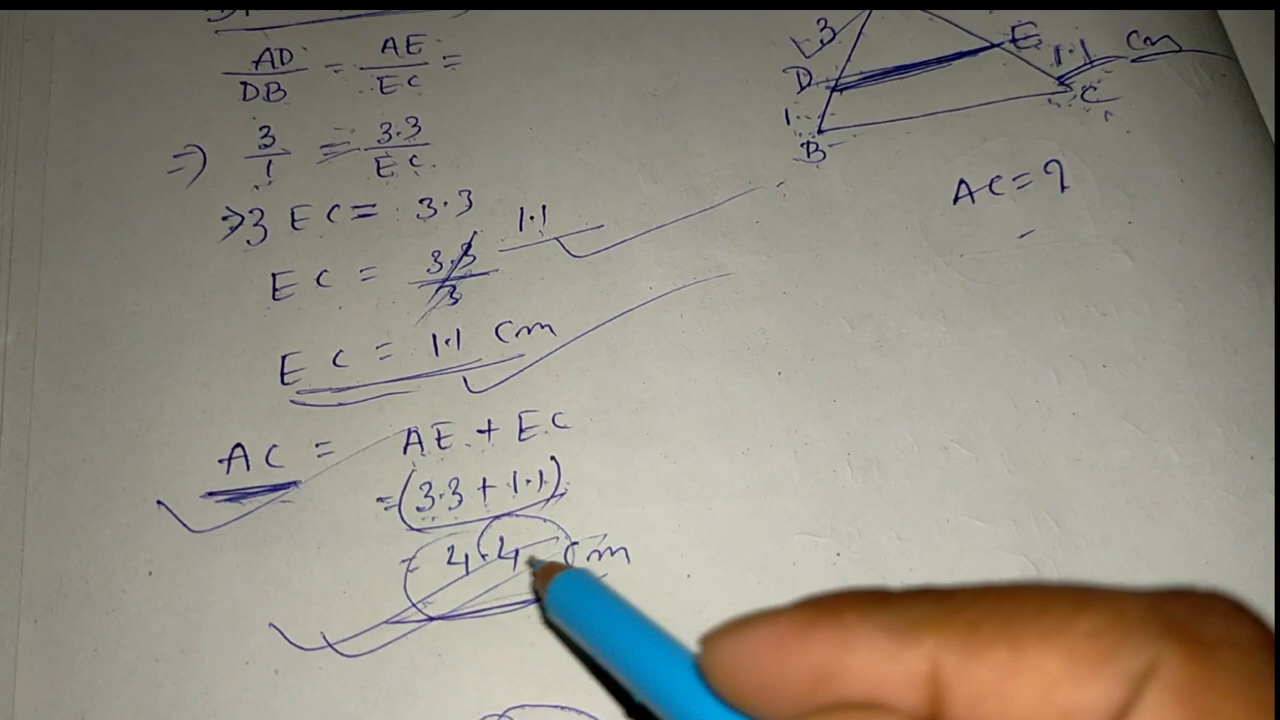 AD/DB = AE/EC =
⇒ 3/1 = 3.3/EC
⇒ 3 EC = 3.3
EC = 3.3/3 1.1
EC = 1.1 cm
AC = AE + EC
= (3.3 + 1.1)
= 4.4 cm
3
D
E
1.1 cm
C
1
B
AC = ?